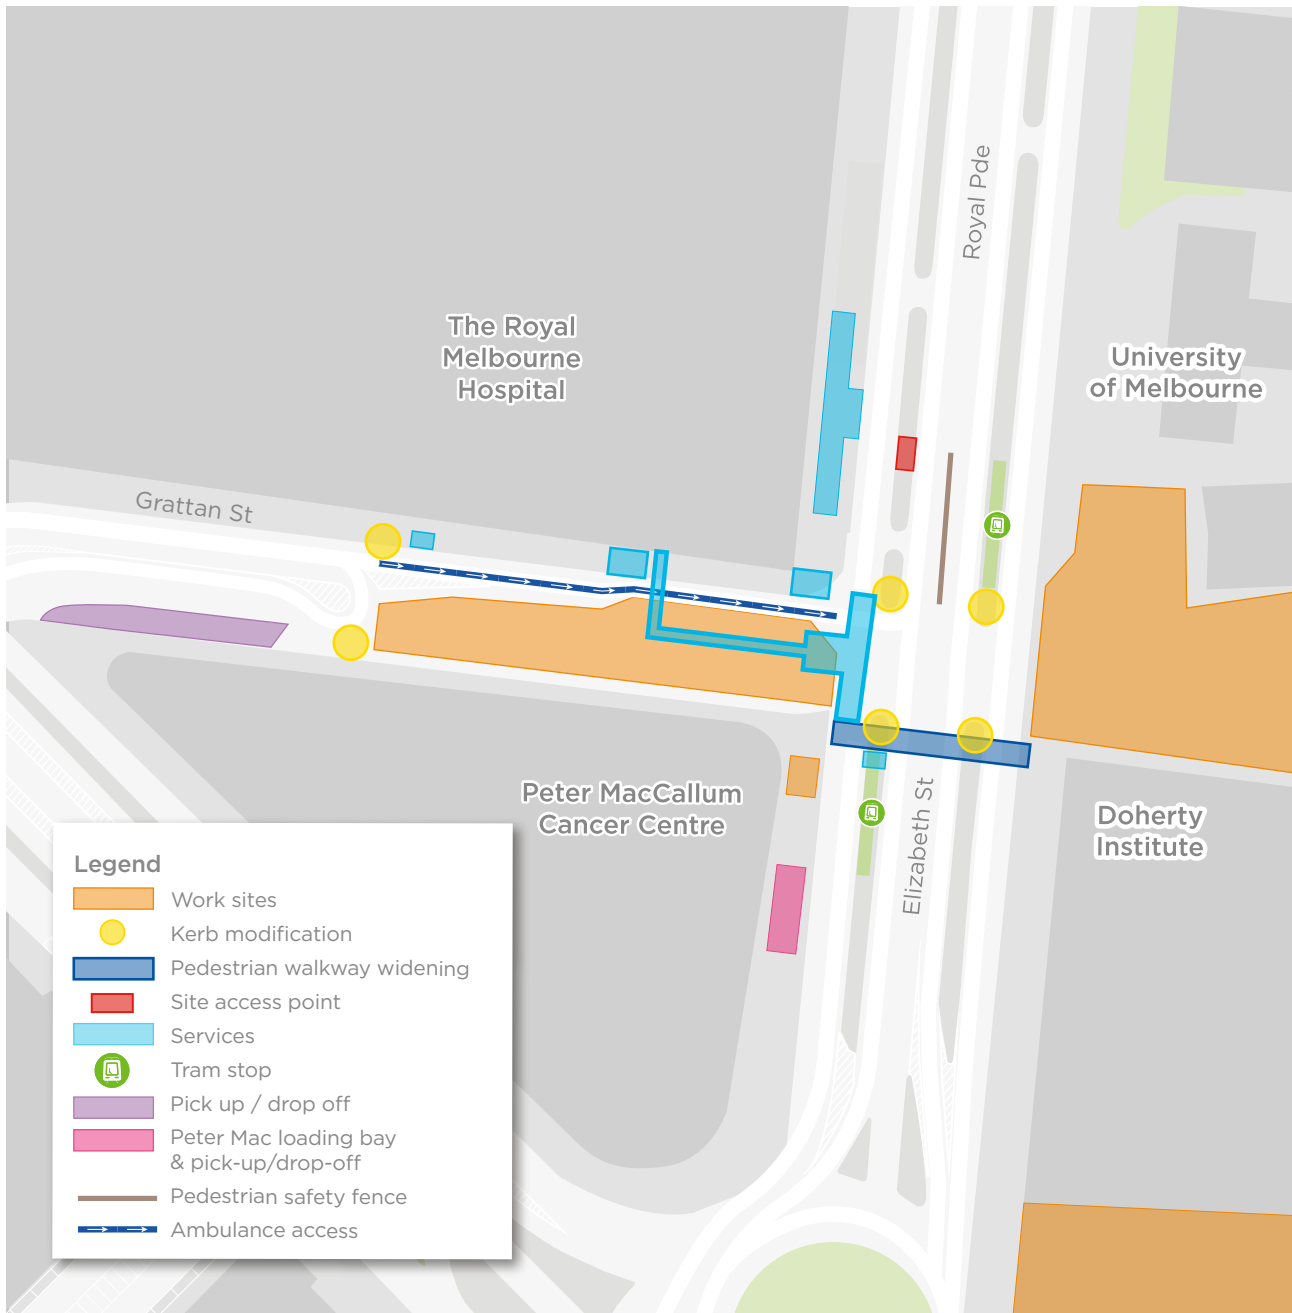 Royal Pde
The Royal
Melbourne
Hospital
University
of Melbourne
Grattan St
Peter MacCallum
Cancer Centre
Elizabeth St
Doherty
Institute
Legend
Work sites
Kerb modification
Pedestrian walkway widening
Site access point
Services
Tram stop
Pick up / drop off
Peter Mac loading bay
& pick-up/drop-off
Pedestrian safety fence
Ambulance access